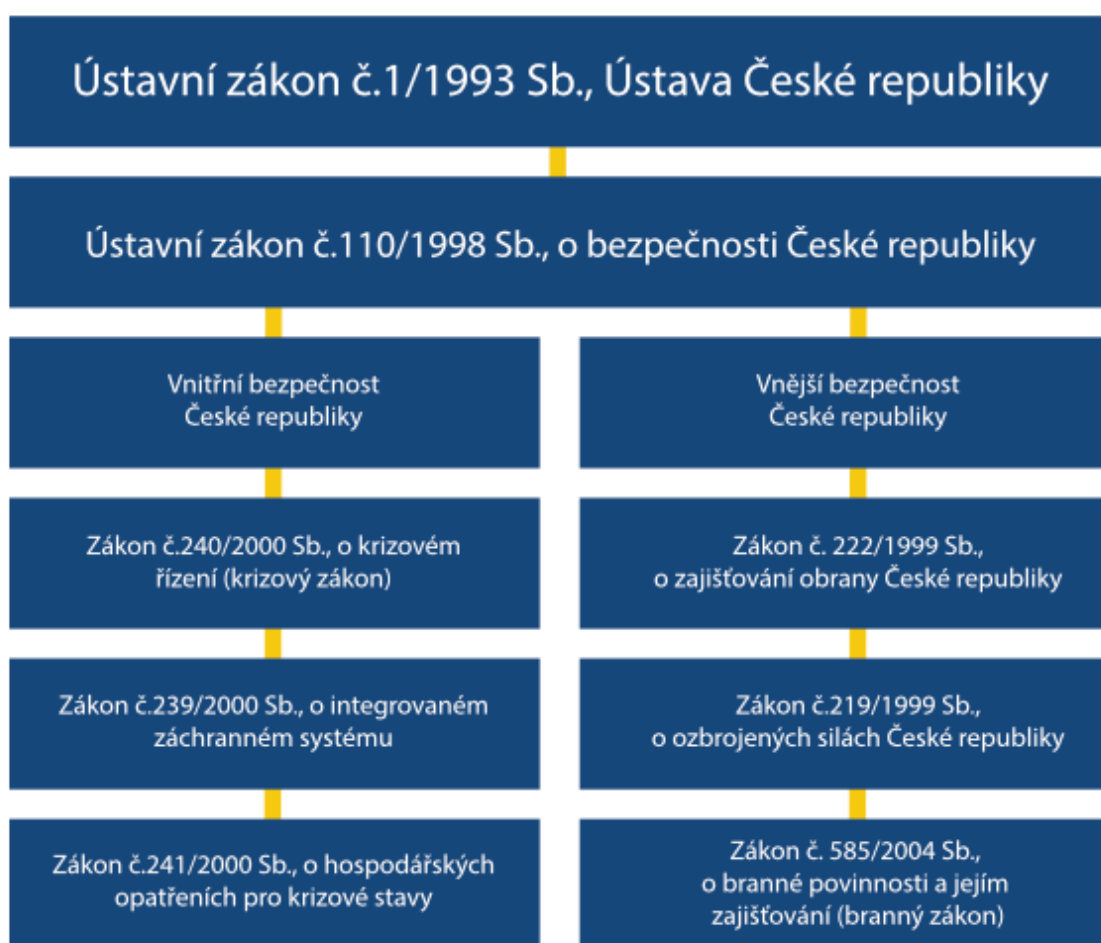 Ústavní zákon č.1/1993 Sb., Ústava České republiky
Ústavní zákon č.110/1998 Sb., o bezpečnosti České republiky
Vnitřní bezpečnost
České republiky
Zákon č.240/2000 Sb., o krizovém
řízení (krizový zákon)
Zákon č.239/2000 Sb., o integrovaném
záchranném systému
Zákon č.241/2000 Sb., o hospodářských
opatřeních pro krizové stavy
Vnější bezpečnost
České republiky
Zákon č. 222/1999 Sb.,
o zajišťování obrany České republiky
Zákon č.219/1999 Sb.,
o ozbrojených silách České republiky
Zákon č. 585/2004 Sb.,
o branné povinnosti a jejím
zajišťování (branný zákon)